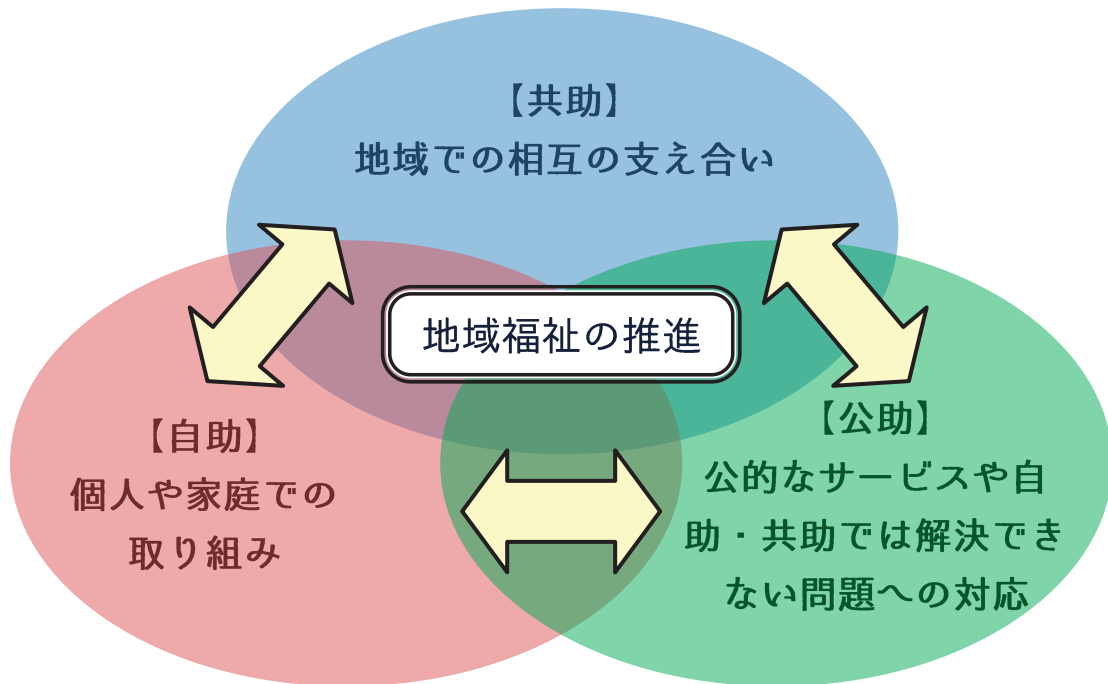 【共助】
地域での相互の支え合い
地域福祉の推進
【自助】
個人や家庭での
取り組み
【公助】
公的なサービスや自
助・共助では解決でき
ない問題への対応